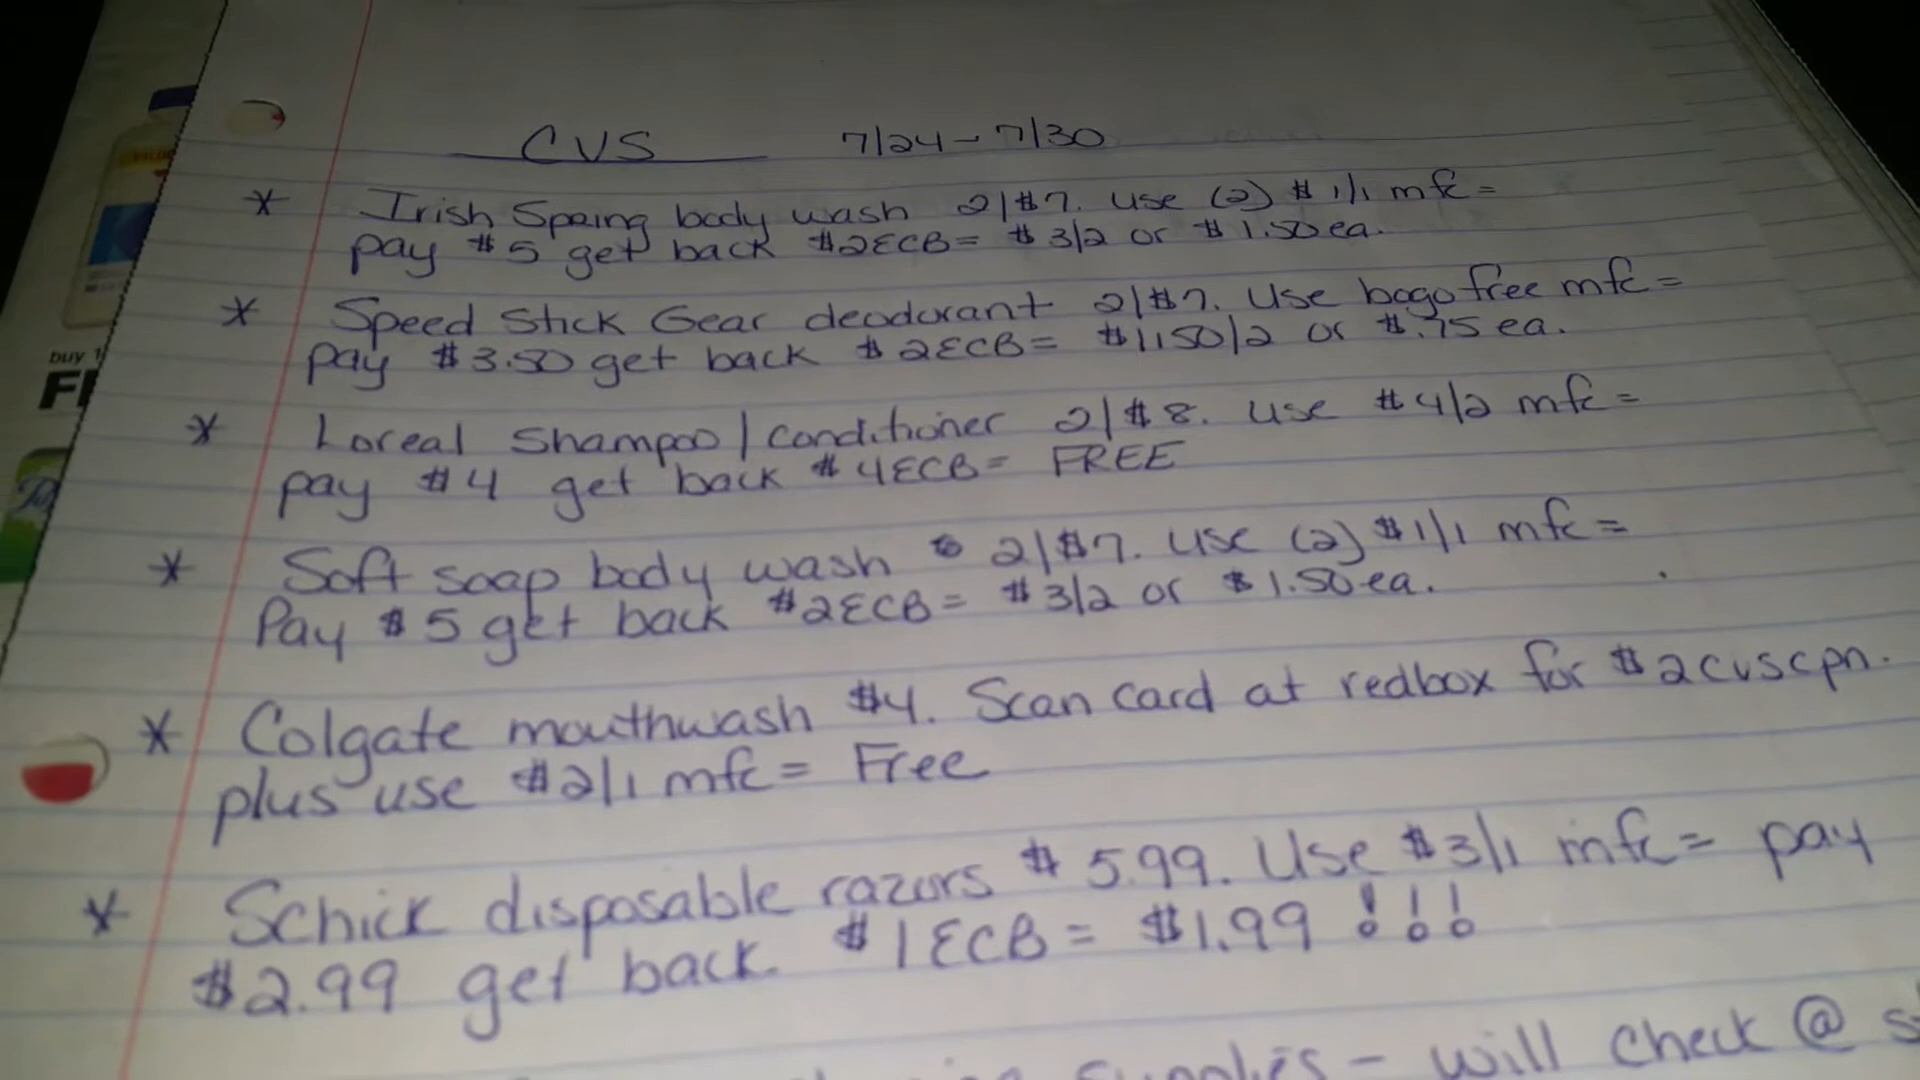 CVS 7/24 - 7/30
* Irish Spring body wash 2/$7. Use (2) $1/1 mfc =
pay $5 get back $2ECB = $3/2 or $1.50 ea.
* Speed Stick Gear deodorant 2/$7. Use bogo free mfc =
pay $3.50 get back $2ECB = $1.50/2 or $.75 ea.
* Loreal Shampoo/conditioner 2/$8. Use $4/2 mfc =
pay $4 get back $4ECB = FREE
* Soft soap body wash 2/$7. Use (2) $1/1 mfc =
Pay $5 get back $2ECB = $3/2 or $1.50 ea.
* Colgate mouthwash $4. Scan card at redbox for $2 cvs cpn.
plus use $2/1 mfc = Free
* Schick disposable razors $5.99. Use $3/1 mfc = pay
$2.99 get back $1ECB = $1.99 !!!
supplies - will check @
buy 1